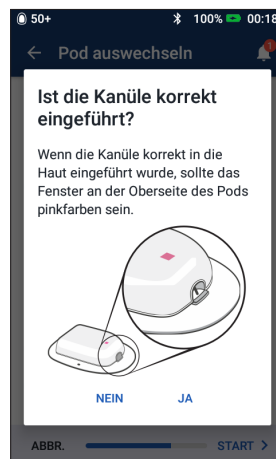 50+ 100% 00:18
Pod auswechseln
Ist die Kanüle korrekt
eingeführt?
Wenn die Kanüle korrekt in die
Haut eingeführt wurde, sollte das
Fenster an der Oberseite des Pods
pinkfarben sein.
NEIN JA
ABBR. START